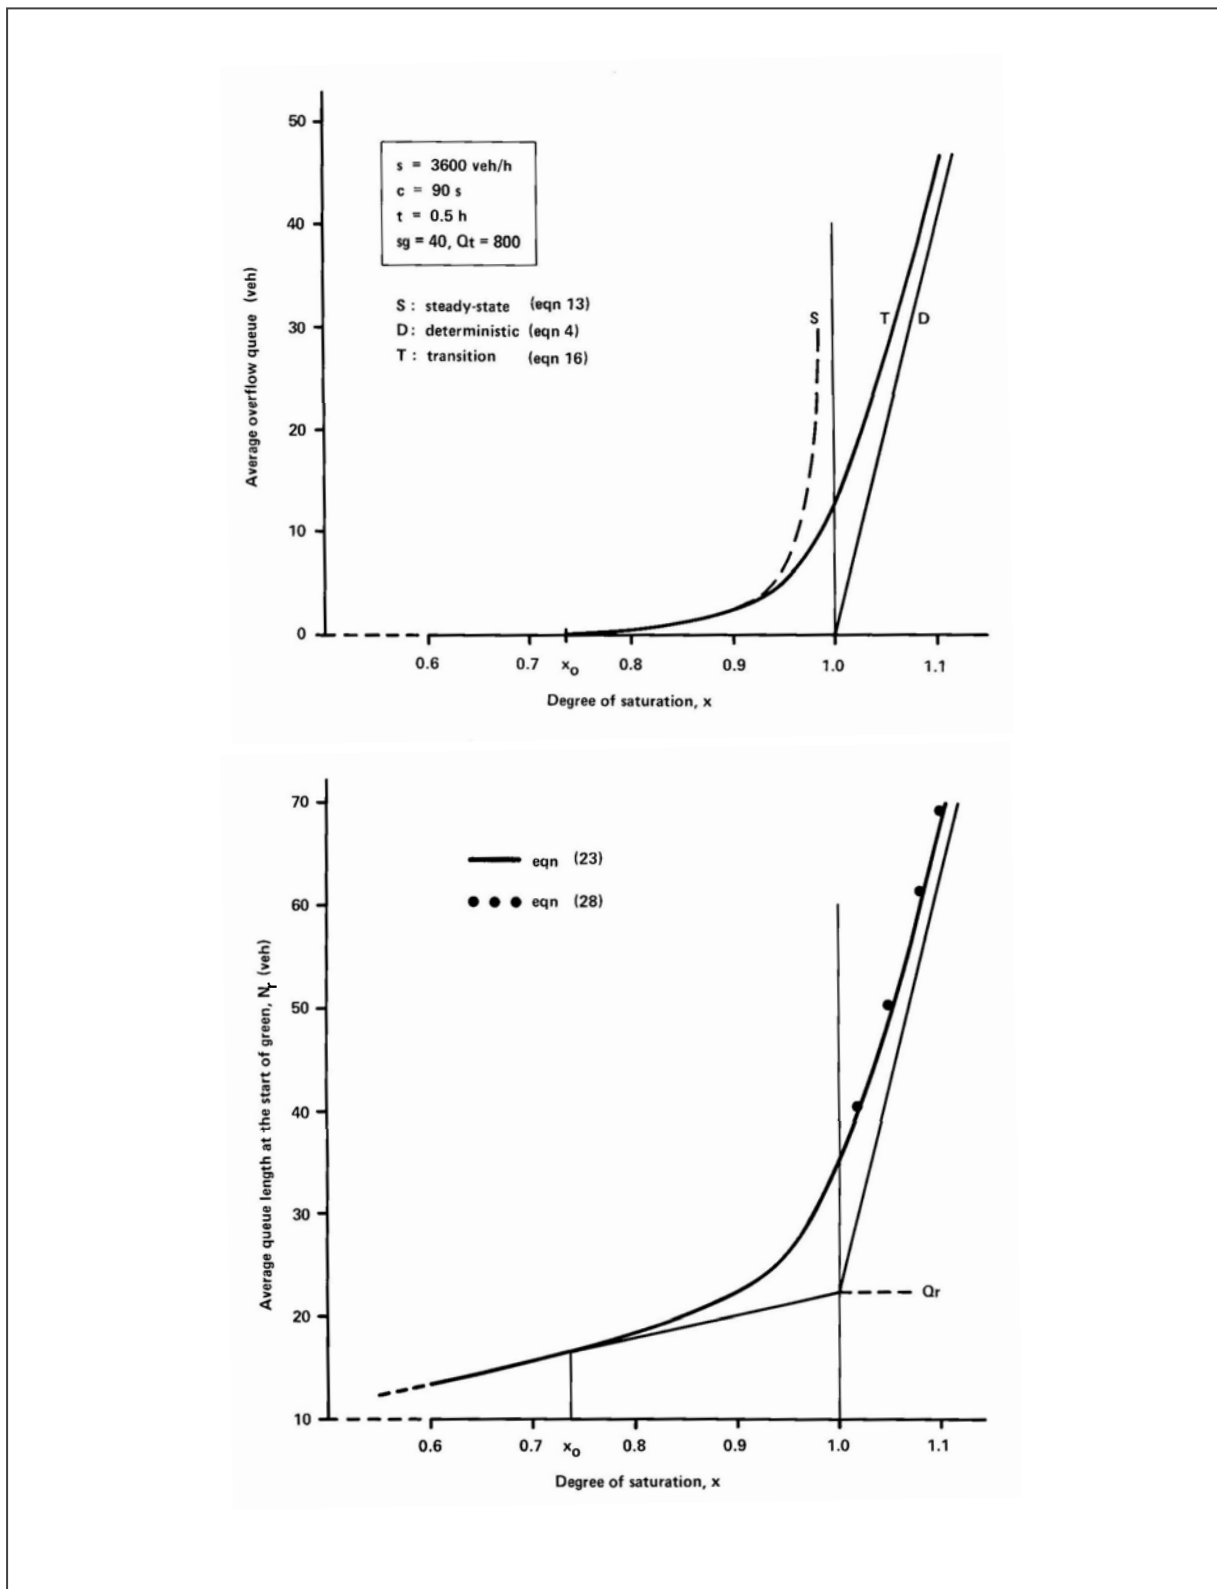 50
40
30
20
10
0
Average overflow queue (veh)
s = 3600 veh/h
c = 90 s
t = 0.5 h
sg = 40, Qt = 800
S : steady-state (eqn 13)
D : deterministic (eqn 4)
T : transition (eqn 16)
S T D
0.6 0.7 x₀ 0.8 0.9 1.0 1.1
Degree of saturation, x
70
60
50
40
30
20
10
Average queue length at the start of green, Nr (veh)
eqn (23)
eqn (28)
Qr
0.6 0.7 x₀ 0.8 0.9 1.0 1.1
Degree of saturation, x